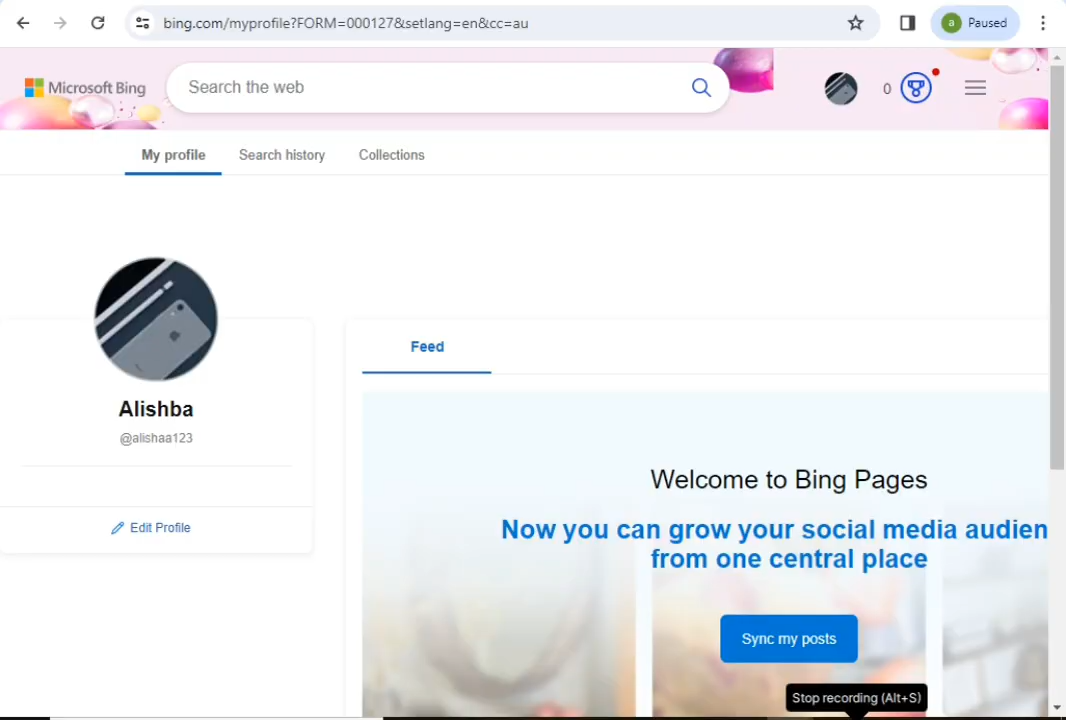 bing.com/myprofile?FORM=000127&setlang=en&cc=au
a Paused
Microsoft Bing
Search the web
0
My profile Search history Collections
Alishba
@alishaa123
Edit Profile
Feed
Welcome to Bing Pages
Now you can grow your social media audien
from one central place
Sync my posts
Stop recording (Alt+S)